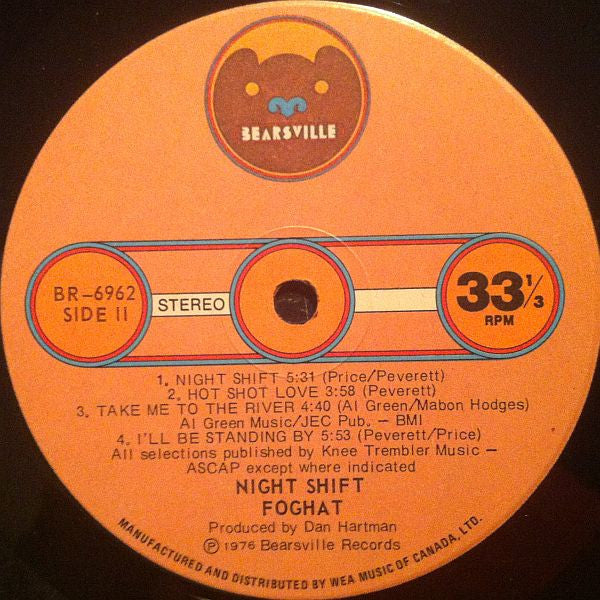 BEARSVILLE
BR-6962
SIDE II
STEREO
33 1/3
RPM
1. NIGHT SHIFT 5:31 (Price/Peverett)
2. HOT SHOT LOVE 3:58 (Peverett)
3. TAKE ME TO THE RIVER 4:40 (Al Green/Mabon Hodges)
Al Green Music/JEC Pub. – BMI
4. I'LL BE STANDING BY 5:53 (Peverett/Price)
All selections published by Knee Trembler Music –
ASCAP except where indicated
NIGHT SHIFT
FOGHAT
Produced by Dan Hartman
℗ 1976 Bearsville Records
MANUFACTURED AND DISTRIBUTED BY WEA MUSIC OF CANADA, LTD.